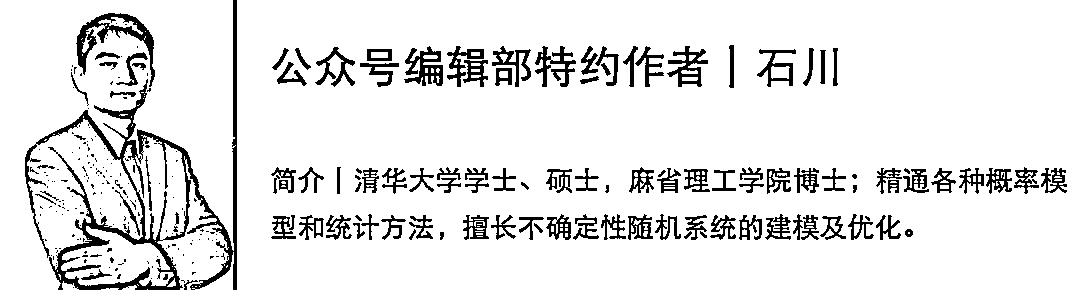 公众号编辑部特约作者｜石川
简介｜清华大学学士、硕士，麻省理工学院博士；精通各种概率模
型和统计方法，擅长不确定性随机系统的建模及优化。